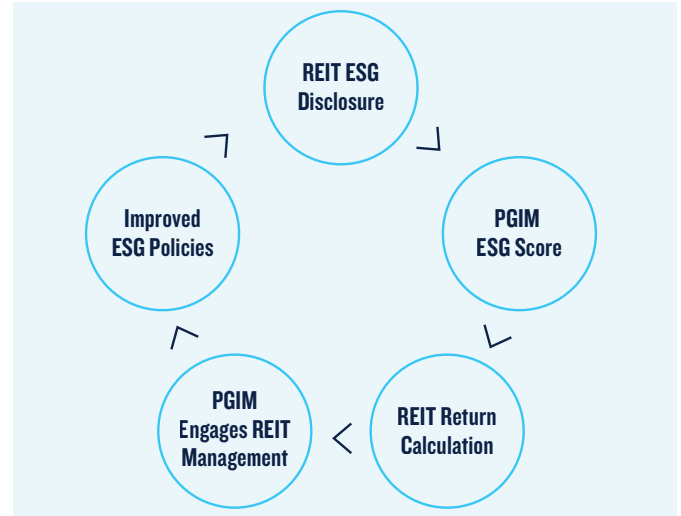 REIT ESG
Disclosure
PGIM
ESG Score
REIT Return
Calculation
PGIM
Engages REIT
Management
Improved
ESG Policies